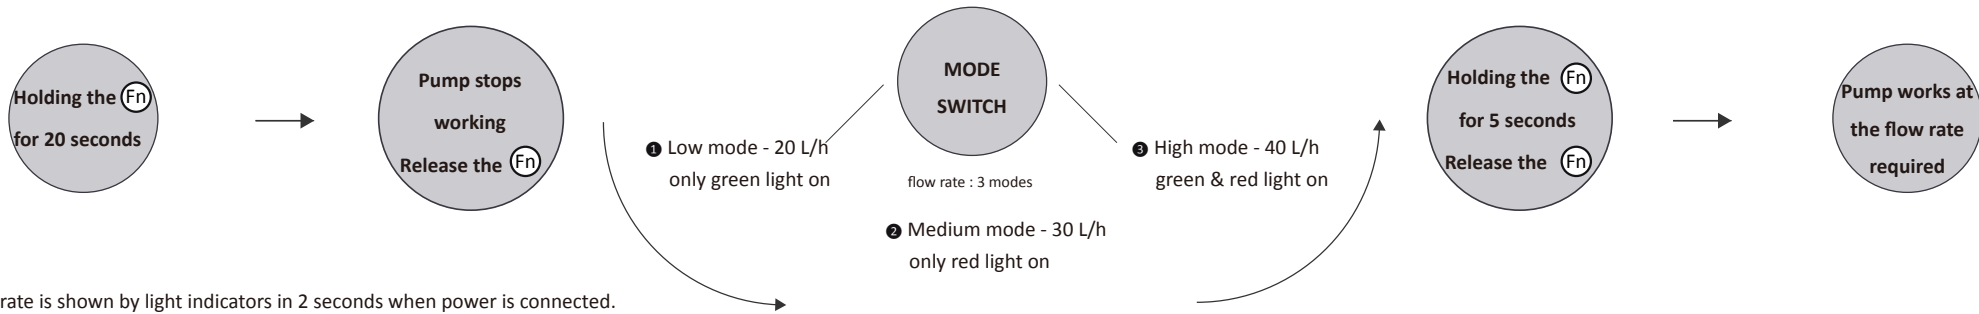 Holding the Fn
for 20 seconds
Pump stops
working
Release the Fn
MODE
SWITCH
flow rate : 3 modes
❶ Low mode - 20 L/h
only green light on
❷ Medium mode - 30 L/h
only red light on
❸ High mode - 40 L/h
green & red light on
Holding the Fn
for 5 seconds
Release the Fn
Pump works at
the flow rate
required
rate is shown by light indicators in 2 seconds when power is connected.